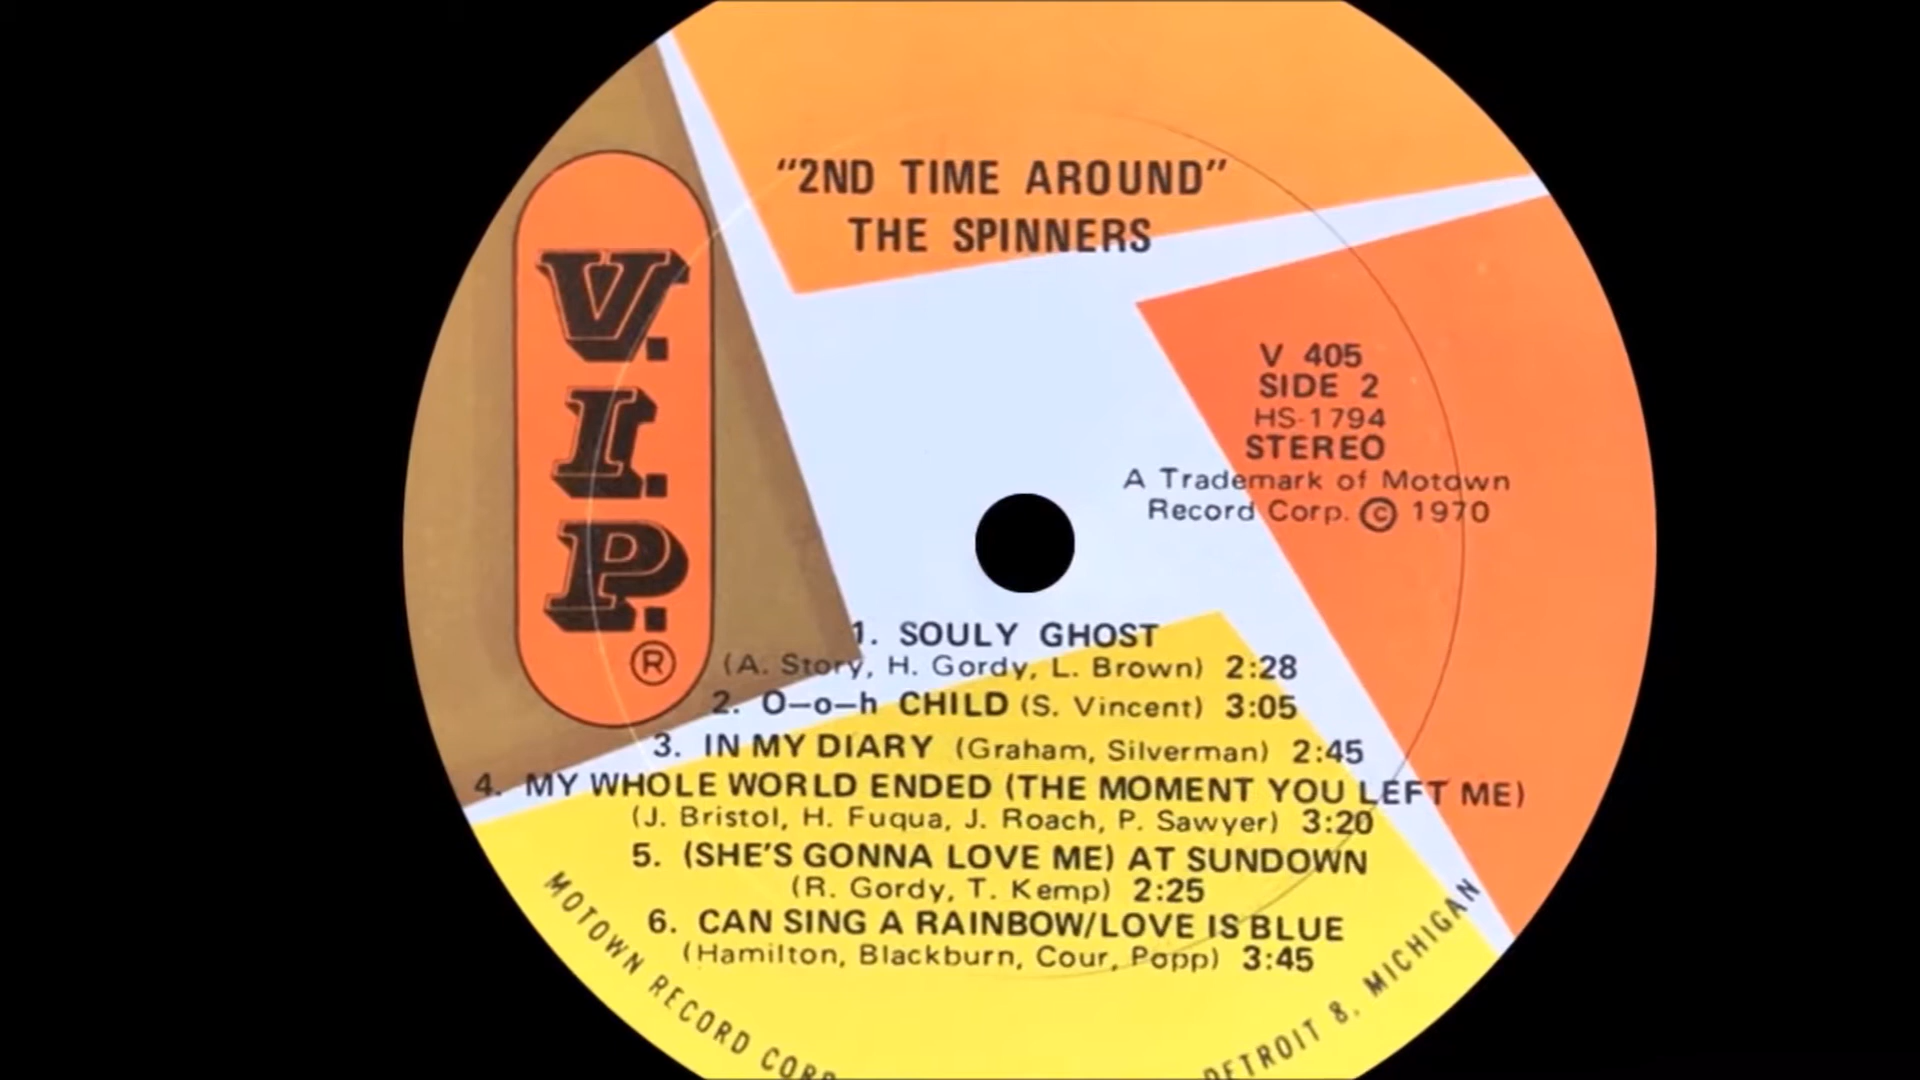 "2ND TIME AROUND"
THE SPINNERS
V.
I.
P.
®
V 405
SIDE 2
HS-1794
STEREO
A Trademark of Motown
Record Corp. © 1970
1. SOULY GHOST
(A. Story, H. Gordy, L. Brown) 2:28
2. O–o–h CHILD (S. Vincent) 3:05
3. IN MY DIARY (Graham, Silverman) 2:45
4. MY WHOLE WORLD ENDED (THE MOMENT YOU LEFT ME)
(J. Bristol, H. Fuqua, J. Roach, P. Sawyer) 3:20
5. (SHE'S GONNA LOVE ME) AT SUNDOWN
(R. Gordy, T. Kemp) 2:25
6. CAN SING A RAINBOW/LOVE IS BLUE
(Hamilton, Blackburn, Cour, Popp) 3:45
MOTOWN RECORD CORP
DETROIT 8, MICHIGAN